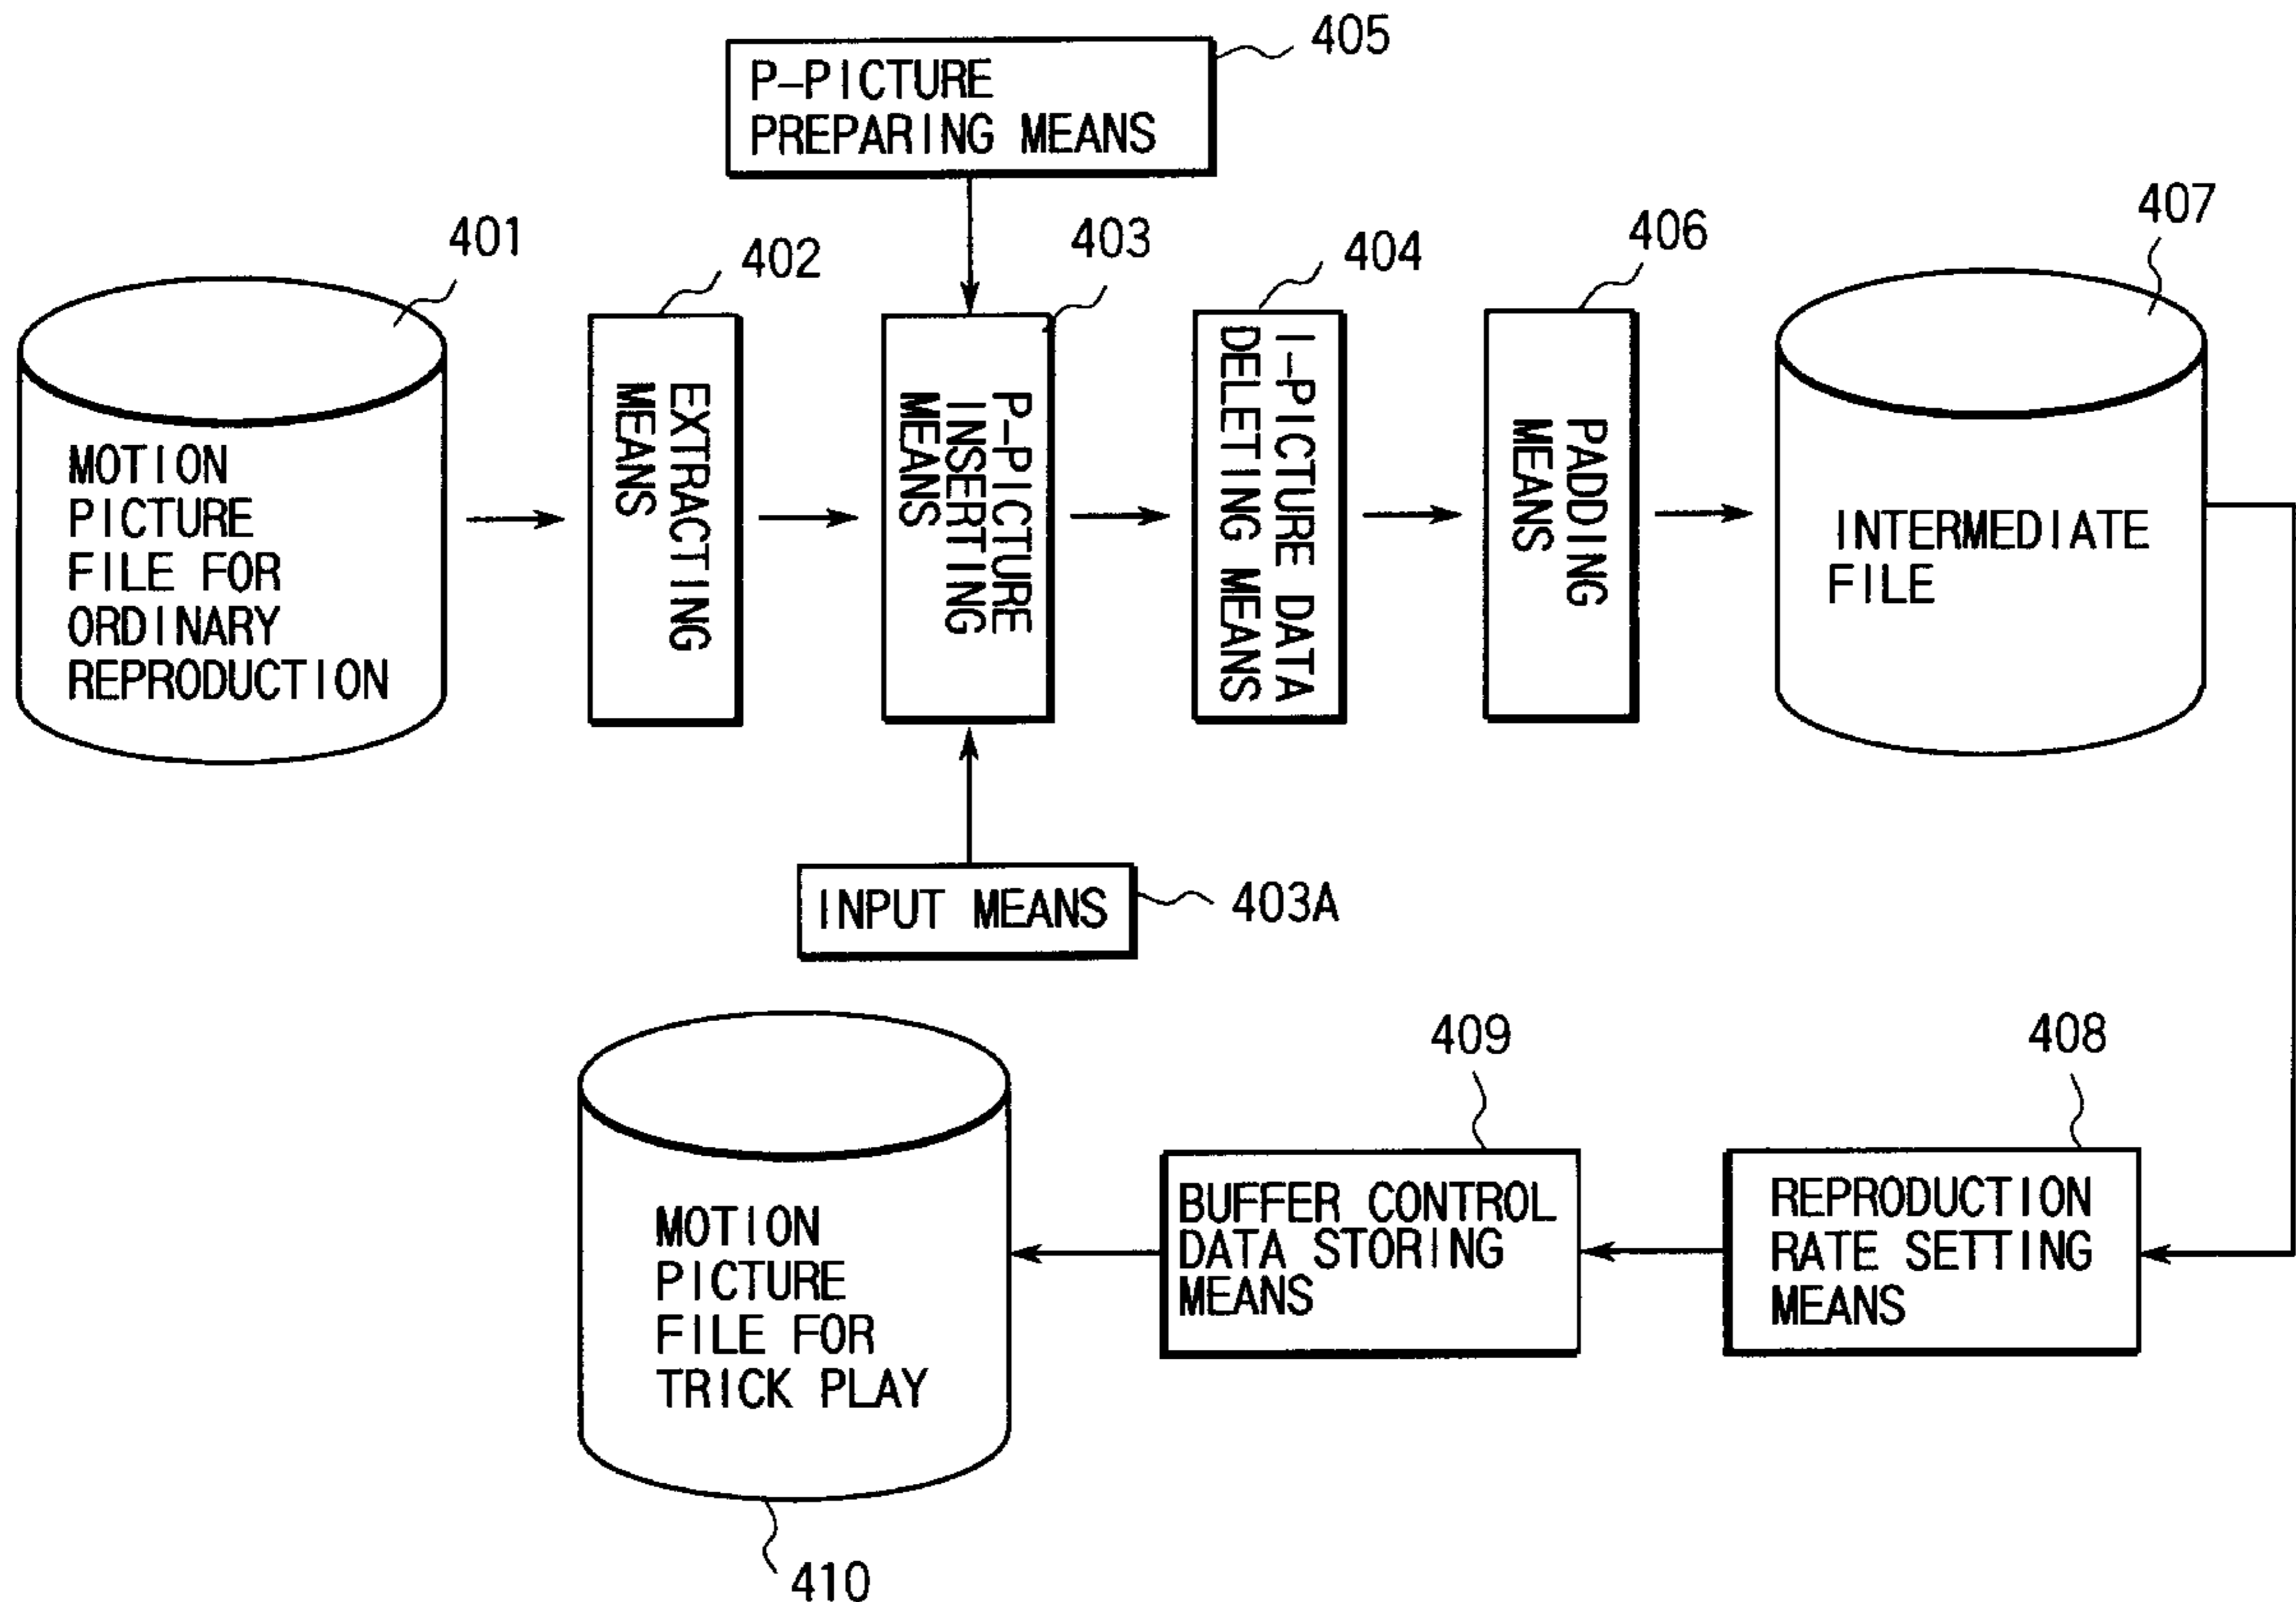 405
P-PICTURE
PREPARING MEANS
401
402
403
404
406
407
MOTION
PICTURE
FILE FOR
ORDINARY
REPRODUCTION
EXTRACTING
MEANS
P-PICTURE
INSERTING
MEANS
I-PICTURE DATA
DELETING MEANS
PADDING
MEANS
INTERMEDIATE
FILE
INPUT MEANS
403A
409
408
MOTION
PICTURE
FILE FOR
TRICK PLAY
BUFFER CONTROL
DATA STORING
MEANS
REPRODUCTION
RATE SETTING
MEANS
410